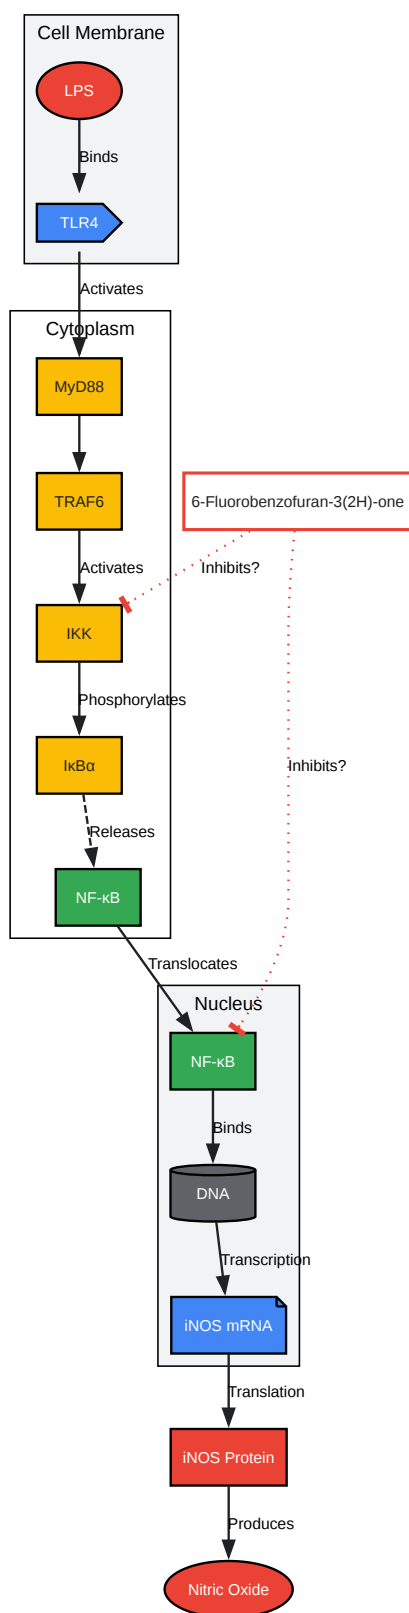 Cell Membrane
LPS
Binds
TLR4
Activates
Cytoplasm
MyD88
TRAF6
6-Fluorobenzofuran-3(2H)-one
Activates
Inhibits?
IKK
Phosphorylates
IκBα
Inhibits?
Releases
NF-κB
Translocates
Nucleus
NF-κB
Binds
DNA
Transcription
iNOS mRNA
Translation
iNOS Protein
Produces
Nitric Oxide